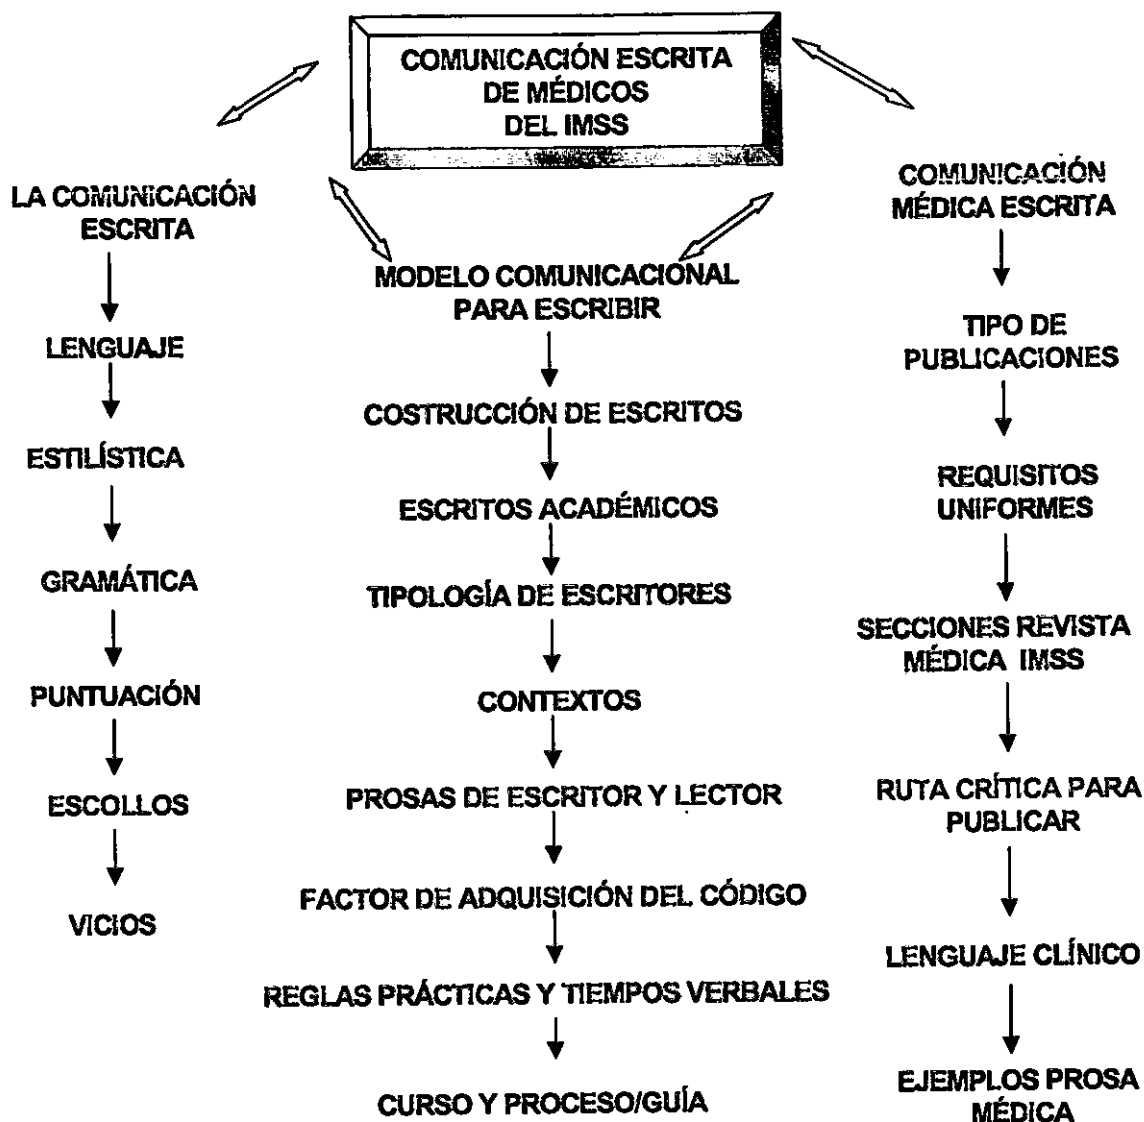 COMUNICACIÓN ESCRITA
DE MÉDICOS
DEL IMSS
LA COMUNICACIÓN
ESCRITA
LENGUAJE
ESTILÍSTICA
GRAMÁTICA
PUNTUACIÓN
ESCOLLOS
VICIOS
MODELO COMUNICACIONAL
PARA ESCRIBIR
COSTRUCCIÓN DE ESCRITOS
ESCRITOS ACADÉMICOS
TIPOLOGÍA DE ESCRITORES
CONTEXTOS
PROSAS DE ESCRITOR Y LECTOR
FACTOR DE ADQUISICIÓN DEL CÓDIGO
REGLAS PRÁCTICAS Y TIEMPOS VERBALES
CURSO Y PROCESO/GUÍA
COMUNICACIÓN
MÉDICA ESCRITA
TIPO DE
PUBLICACIONES
REQUISITOS
UNIFORMES
SECCIONES REVISTA
MÉDICA IMSS
RUTA CRÍTICA PARA
PUBLICAR
LENGUAJE CLÍNICO
EJEMPLOS PROSA
MÉDICA